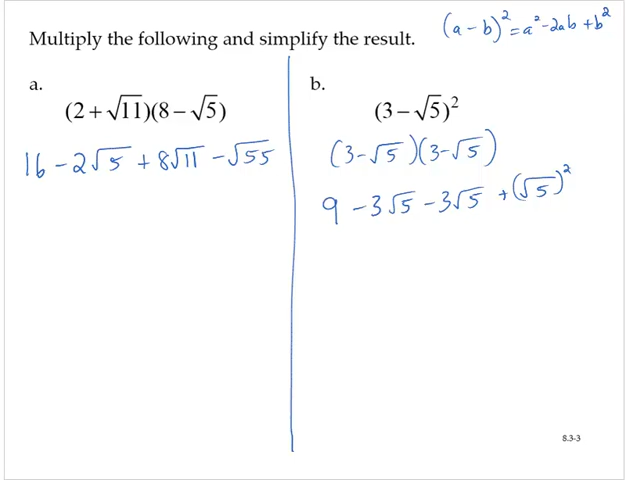 Multiply the following and simplify the result.
(a - b)² = a² - 2ab + b²
a.
(2 + √11)(8 - √5)
16 - 2√5 + 8√11 - √55
b.
(3 - √5)²
(3 - √5)(3 - √5)
9 - 3√5 - 3√5 + (√5)²
8.3-3